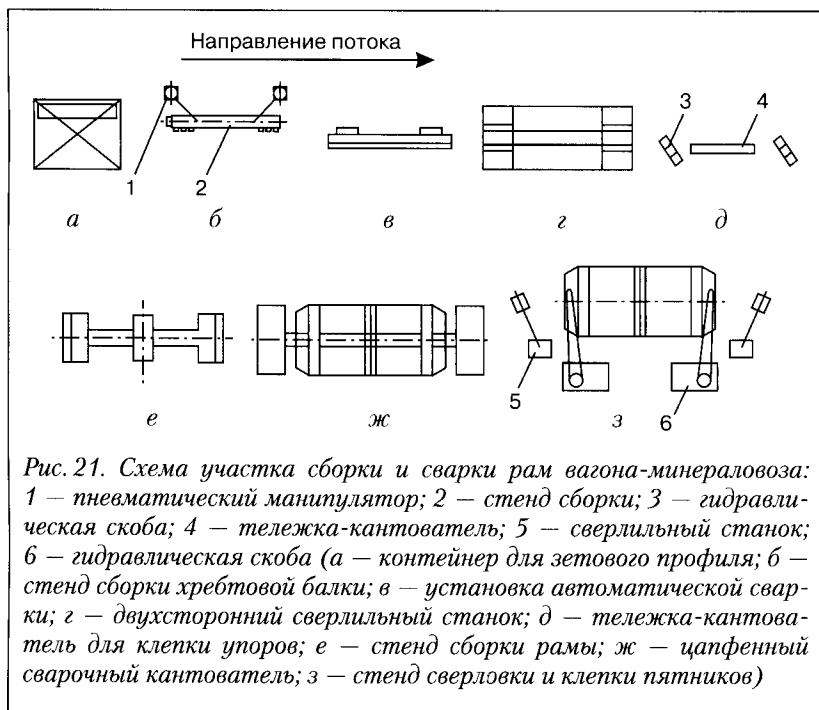 Направление потока
3
4
1
2
а
б
в
г
д
5
6
е
ж
з
Рис. 21. Схема участка сборки и сварки рам вагона-минераловоза:
1 — пневматический манипулятор; 2 — стенд сборки; 3 — гидравли-
ческая скоба; 4 — тележка-кантователь; 5 — сверлильный станок;
6 — гидравлическая скоба (а — контейнер для зетового профиля; б —
стенд сборки хребтовой балки; в — установка автоматической свар-
ки; г — двухсторонний сверлильный станок; д — тележка-кантова-
тель для клепки упоров; е — стенд сборки рамы; ж — цапфенный
сварочный кантователь; з — стенд сверловки и клепки пятников)